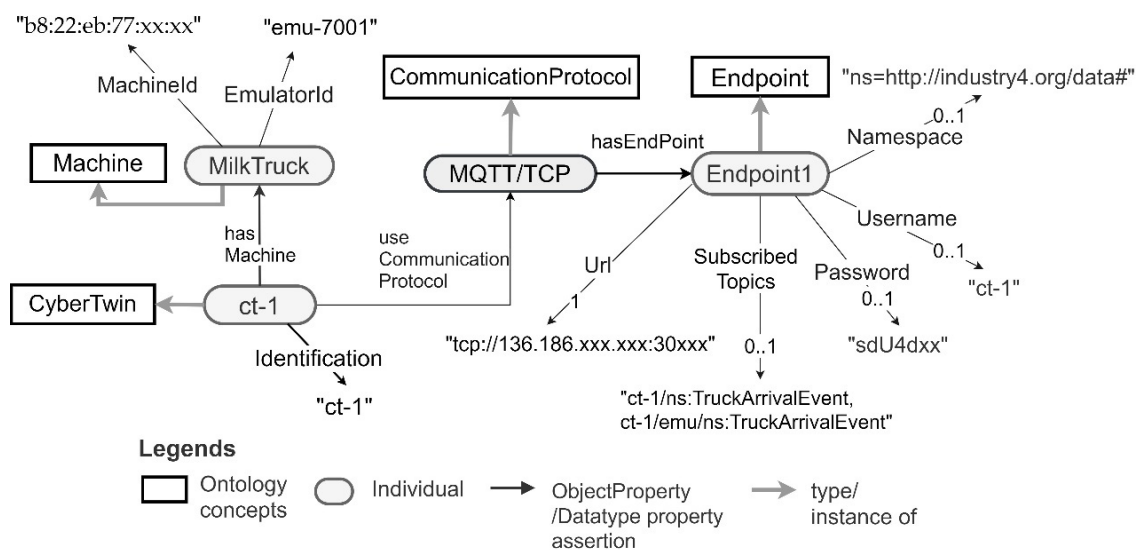 "b8:22:eb:77:xx:xx"
"emu-7001"
MachineId
EmulatorId
CommunicationProtocol
Endpoint
"ns=http://industry4.org/data#"
0..1
Namespace
hasEndPoint
Machine
MilkTruck
MQTT/TCP
Endpoint1
Username
0..1
"ct-1"
has
Machine
use
Communication
Protocol
Url
1
Subscribed
Topics
0..1
Password
0..1
CyberTwin
ct-1
"tcp://136.186.xxx.xxx:30xxx"
"sdU4dxx"
Identification
"ct-1"
"ct-1/ns:TruckArrivalEvent,
ct-1/emu/ns:TruckArrivalEvent"
Legends
Ontology
concepts
Individual
ObjectProperty
/Datatype property
assertion
type/
instance of